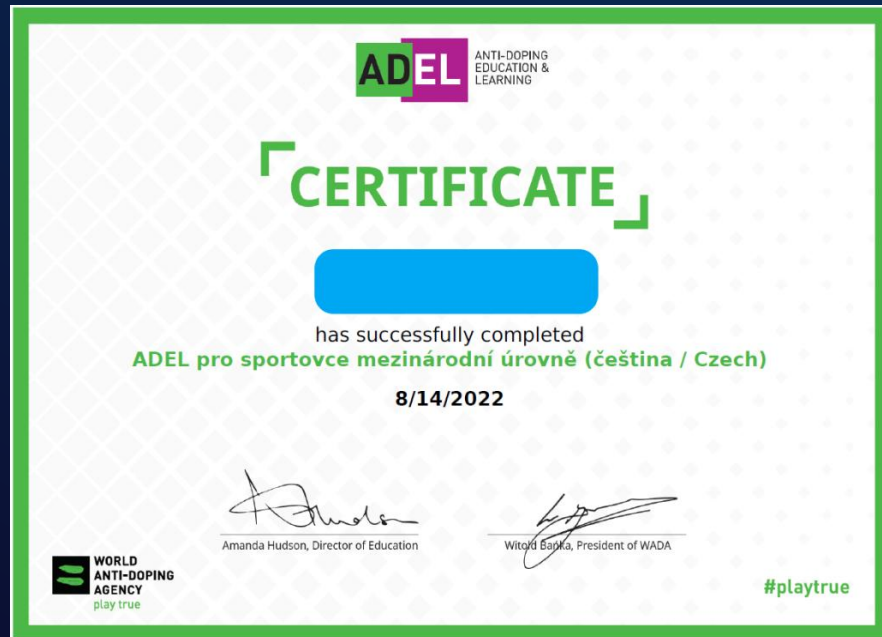 ADEL
ANTI-DOPING
EDUCATION &
LEARNING
CERTIFICATE
has successfully completed
ADEL pro sportovce mezinárodní úrovně (čeština / Czech)
8/14/2022
Amanda Hudson, Director of Education
Witold Bańka, President of WADA
WORLD
ANTI-DOPING
AGENCY
play true
#playtrue